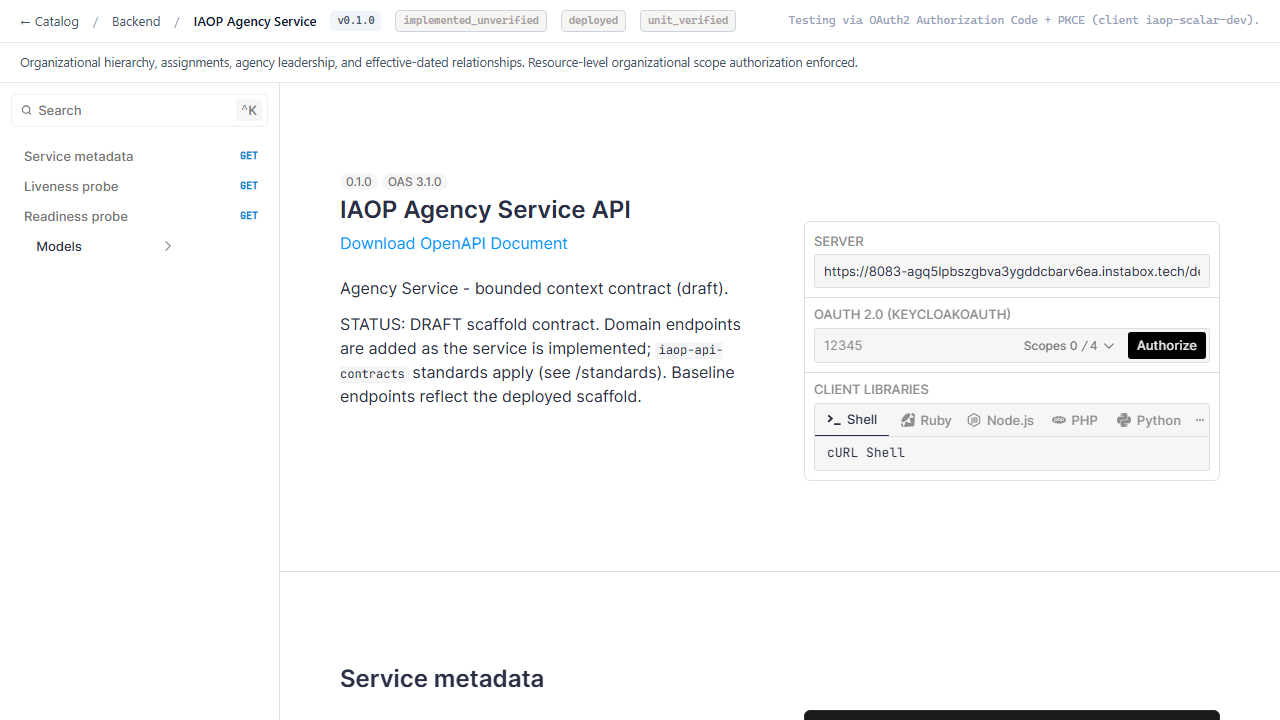 ← Catalog / Backend / IAOP Agency Service v0.1.0 implemented_unverified deployed unit_verified Testing via OAuth2 Authorization Code + PKCE (client iaop-scalar-dev).
Organizational hierarchy, assignments, agency leadership, and effective-dated relationships. Resource-level organizational scope authorization enforced.
Search ^K
Service metadata GET
Liveness probe GET
Readiness probe GET
Models
0.1.0 OAS 3.1.0
IAOP Agency Service API
Download OpenAPI Document
Agency Service - bounded context contract (draft).
STATUS: DRAFT scaffold contract. Domain endpoints
are added as the service is implemented; iaop-api-
contracts standards apply (see /standards). Baseline
endpoints reflect the deployed scaffold.
SERVER
https://8083-agq5lpbszgbva3ygddcbarv6ea.instabox.tech/de
OAUTH 2.0 (KEYCLOAKOAUTH)
12345 Scopes 0 / 4 Authorize
CLIENT LIBRARIES
Shell Ruby Node.js PHP Python ···
cURL Shell
Service metadata